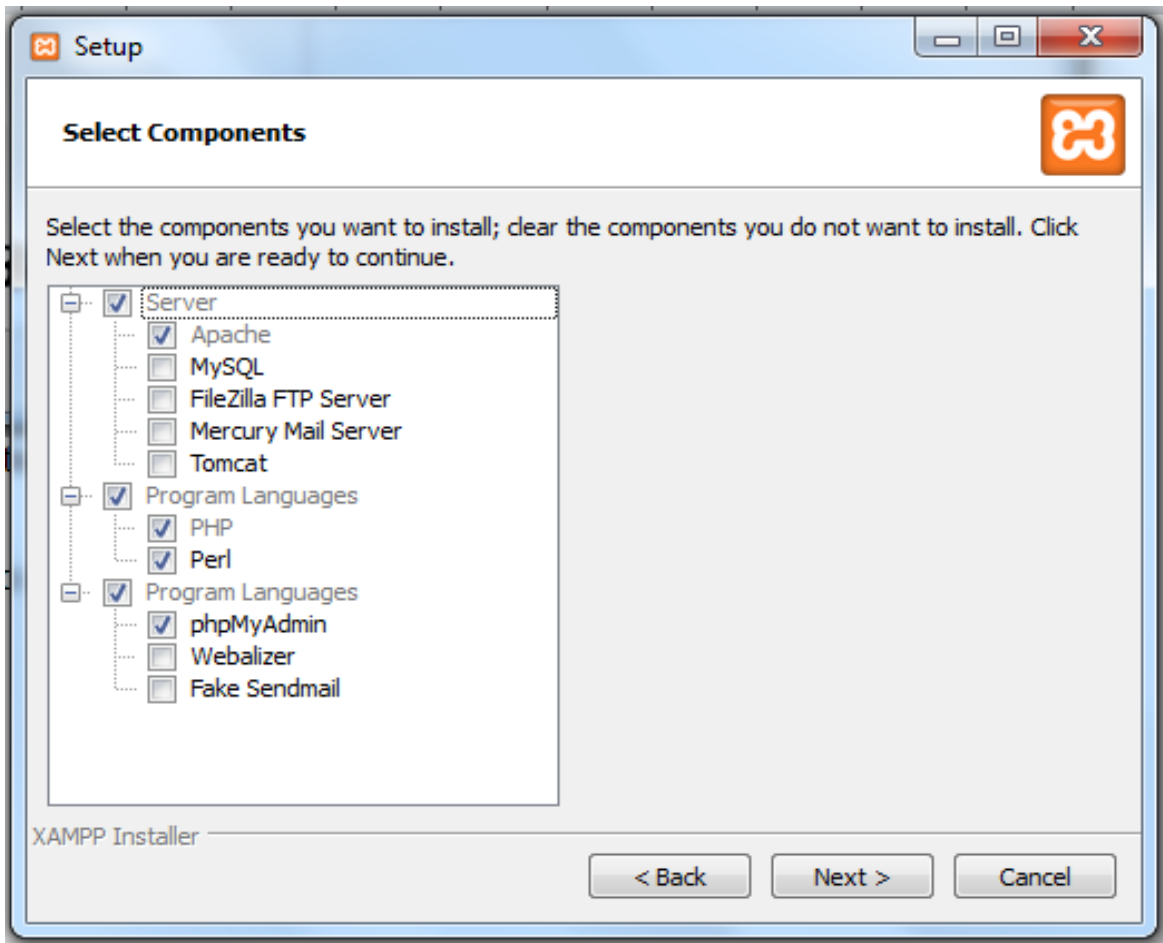 Setup
Select Components
Select the components you want to install; clear the components you do not want to install. Click
Next when you are ready to continue.
Server
Apache
MySQL
FileZilla FTP Server
Mercury Mail Server
Tomcat
Program Languages
PHP
Perl
Program Languages
phpMyAdmin
Webalizer
Fake Sendmail
XAMPP Installer
< Back Next > Cancel